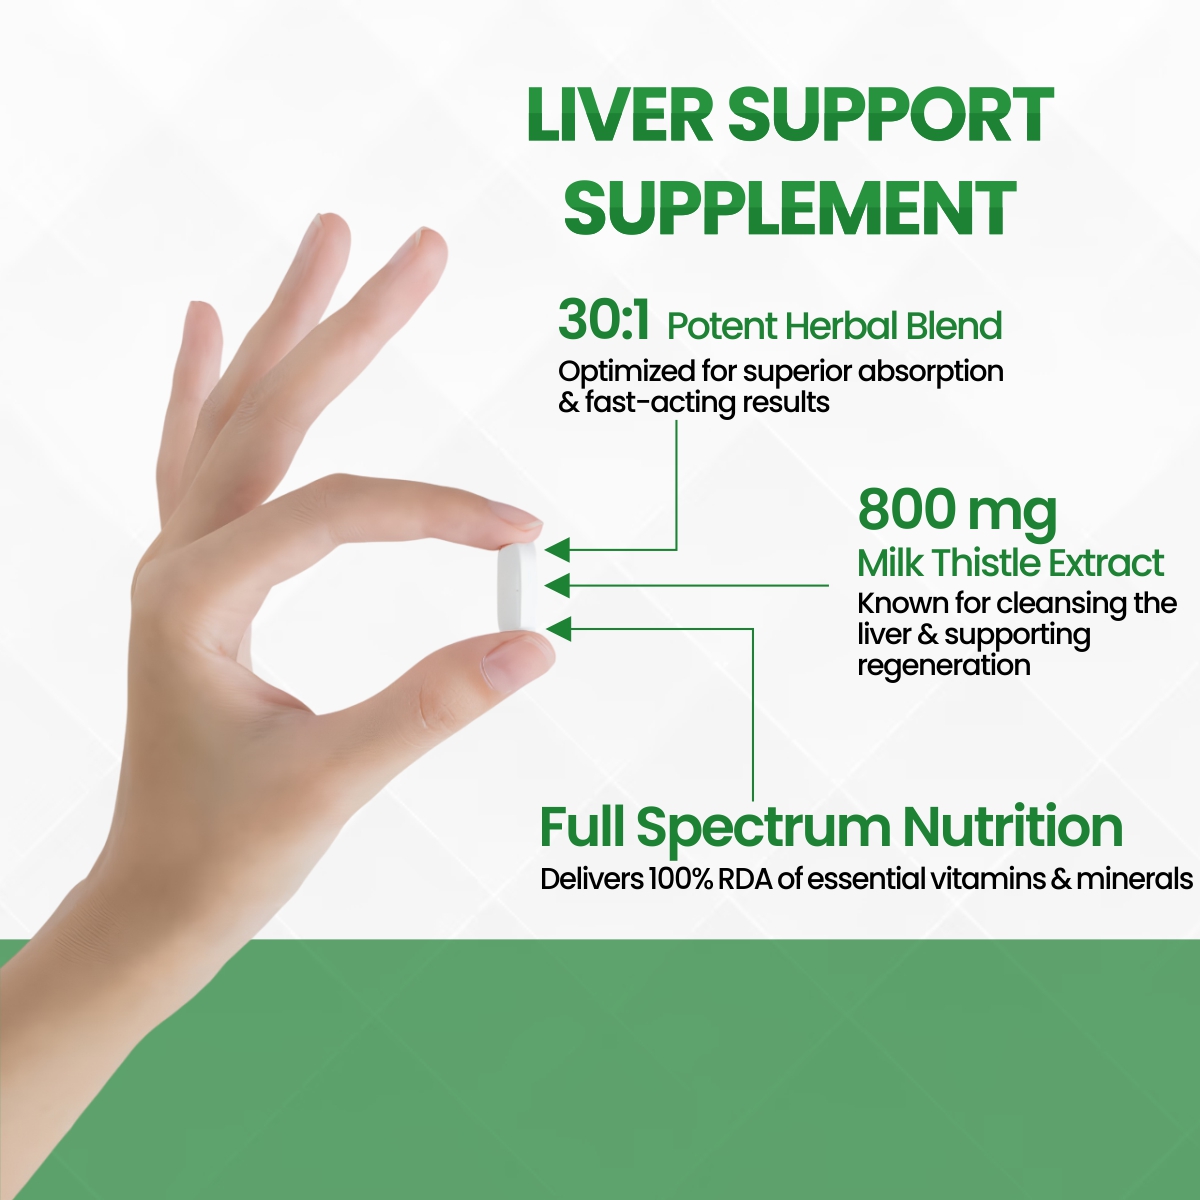 LIVER SUPPORT
SUPPLEMENT
30:1 Potent Herbal Blend
Optimized for superior absorption
& fast-acting results
800 mg
Milk Thistle Extract
Known for cleansing the
liver & supporting
regeneration
Full Spectrum Nutrition
Delivers 100% RDA of essential vitamins & minerals